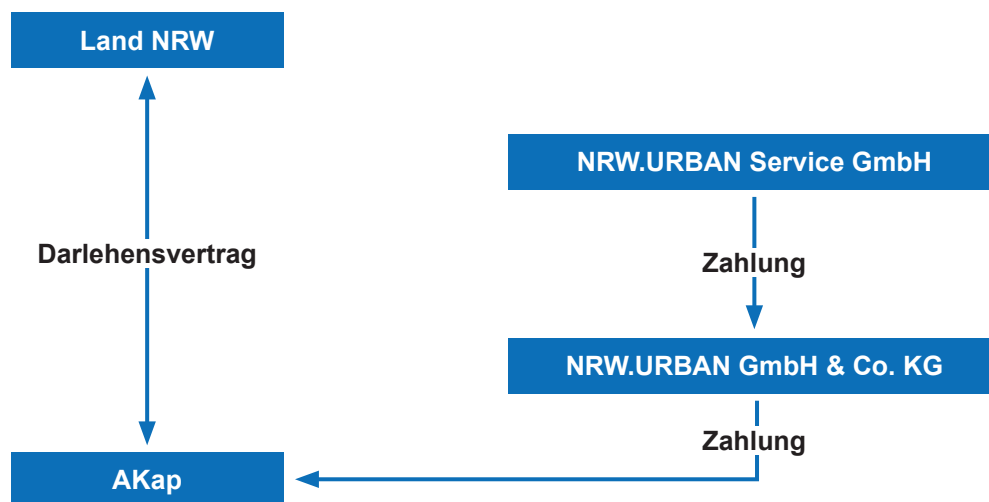 Land NRW
NRW.URBAN Service GmbH
Darlehensvertrag
Zahlung
NRW.URBAN GmbH & Co. KG
Zahlung
AKap